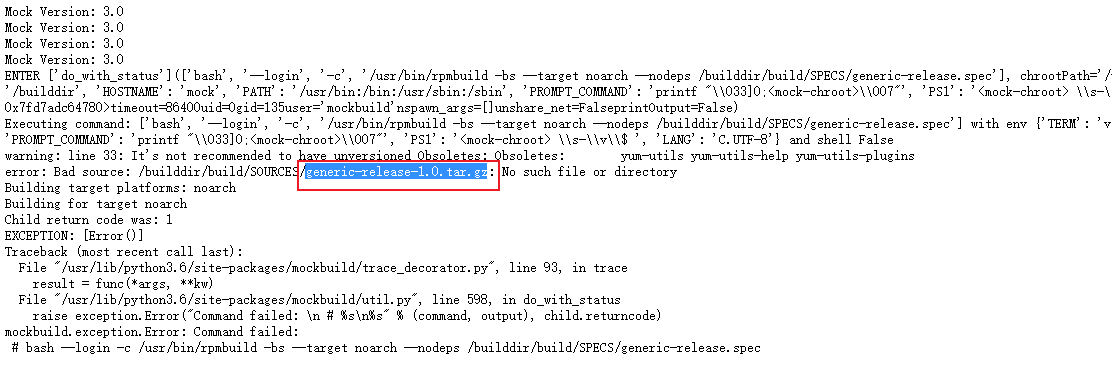 Mock Version: 3.0
Mock Version: 3.0
Mock Version: 3.0
Mock Version: 3.0
ENTER ['do_with_status'](['bash', '--login', '-c', '/usr/bin/rpmbuild -bs --target noarch --nodeps /builddir/build/SPECS/generic-release.spec'], chrootPath='/
'/builddir', 'HOSTNAME': 'mock', 'PATH': '/usr/bin:/bin:/usr/sbin:/sbin', 'PROMPT_COMMAND': 'printf "\\033]0;<mock-chroot>\\007"', 'PS1': '<mock-chroot> \\s-\
0x7fd7adc64780>timeout=86400uid=0gid=135user='mockbuild'nspawn_args=[]unshare_net=FalseprintOutput=False)
Executing command: ['bash', '--login', '-c', '/usr/bin/rpmbuild -bs --target noarch --nodeps /builddir/build/SPECS/generic-release.spec'] with env {'TERM': 'v
'PROMPT_COMMAND': 'printf "\\033]0;<mock-chroot>\\007"', 'PS1': '<mock-chroot> \\s-\\v\\$ ', 'LANG': 'C.UTF-8'} and shell False
warning: line 33: It's not recommended to have unversioned Obsoletes: Obsoletes:       yum-utils yum-utils-help yum-utils-plugins
error: Bad source: /builddir/build/SOURCES/generic-release-1.0.tar.gz: No such file or directory
Building target platforms: noarch
Building for target noarch
Child return code was: 1
EXCEPTION: [Error()]
Traceback (most recent call last):
  File "/usr/lib/python3.6/site-packages/mockbuild/trace_decorator.py", line 93, in trace
    result = func(*args, **kw)
  File "/usr/lib/python3.6/site-packages/mockbuild/util.py", line 598, in do_with_status
    raise exception.Error("Command failed: \n # %s\n%s" % (command, output), child.returncode)
mockbuild.exception.Error: Command failed:
 # bash --login -c /usr/bin/rpmbuild -bs --target noarch --nodeps /builddir/build/SPECS/generic-release.spec